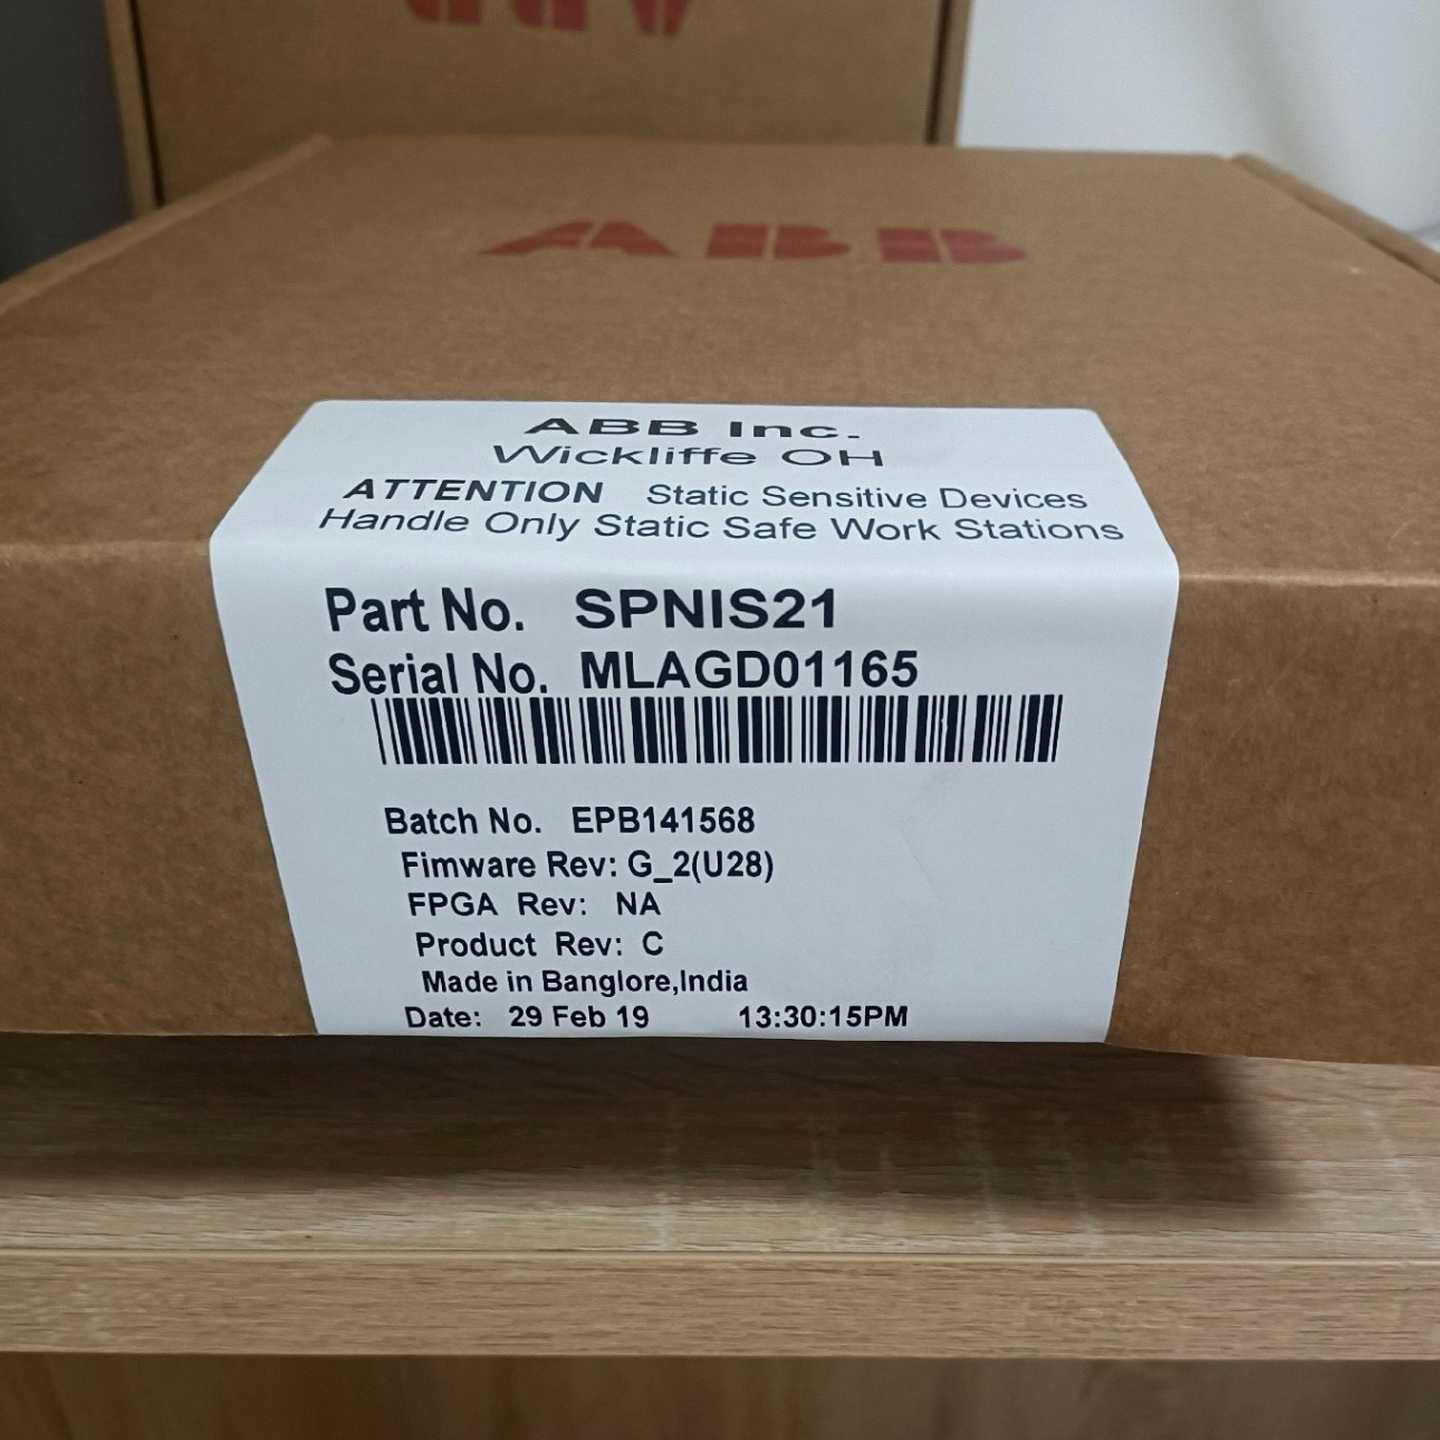 ABB
ABB Inc.
Wickliffe OH
ATTENTION Static Sensitive Devices
Handle Only Static Safe Work Stations
Part No. SPNIS21
Serial No. MLAGD01165
Batch No. EPB141568
Fimware Rev: G_2(U28)
FPGA Rev: NA
Product Rev: C
Made in Banglore,India
Date: 29 Feb 19 13:30:15PM